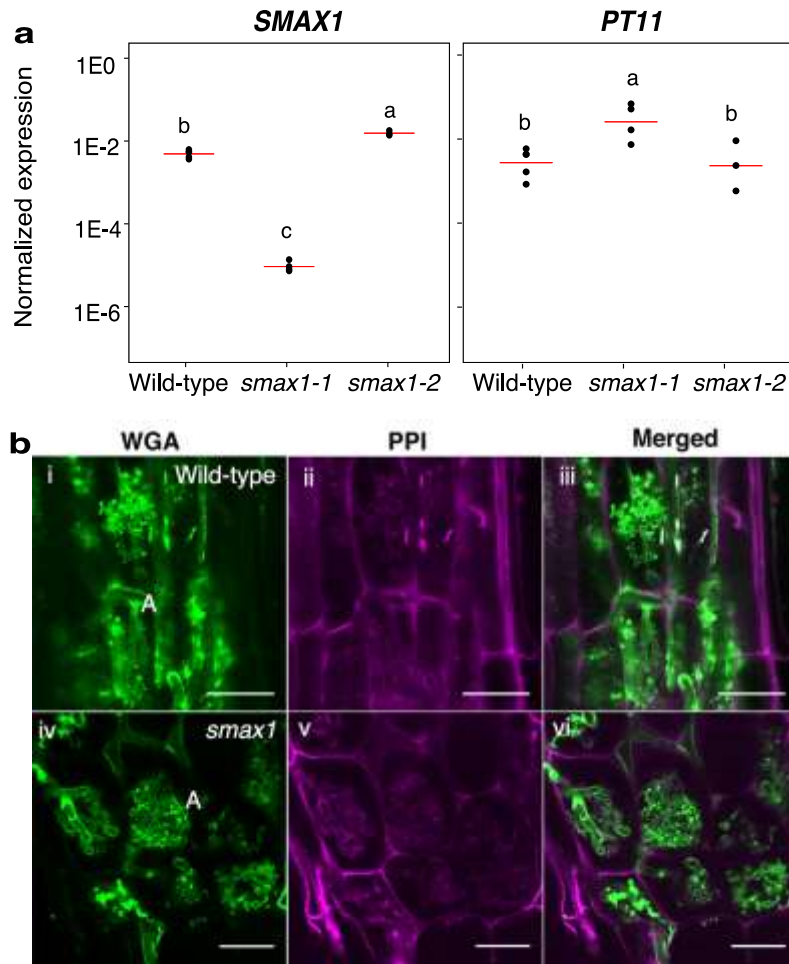 a
SMAX1
PT11
Normalized expression
1E0
1E-2
1E-4
1E-6
b
c
a
b
a
b
Wild-type
smax1-1
smax1-2
Wild-type
smax1-1
smax1-2
b
WGA
PPI
Merged
i
Wild-type
ii
iii
A
iv
smax1
v
vi
A